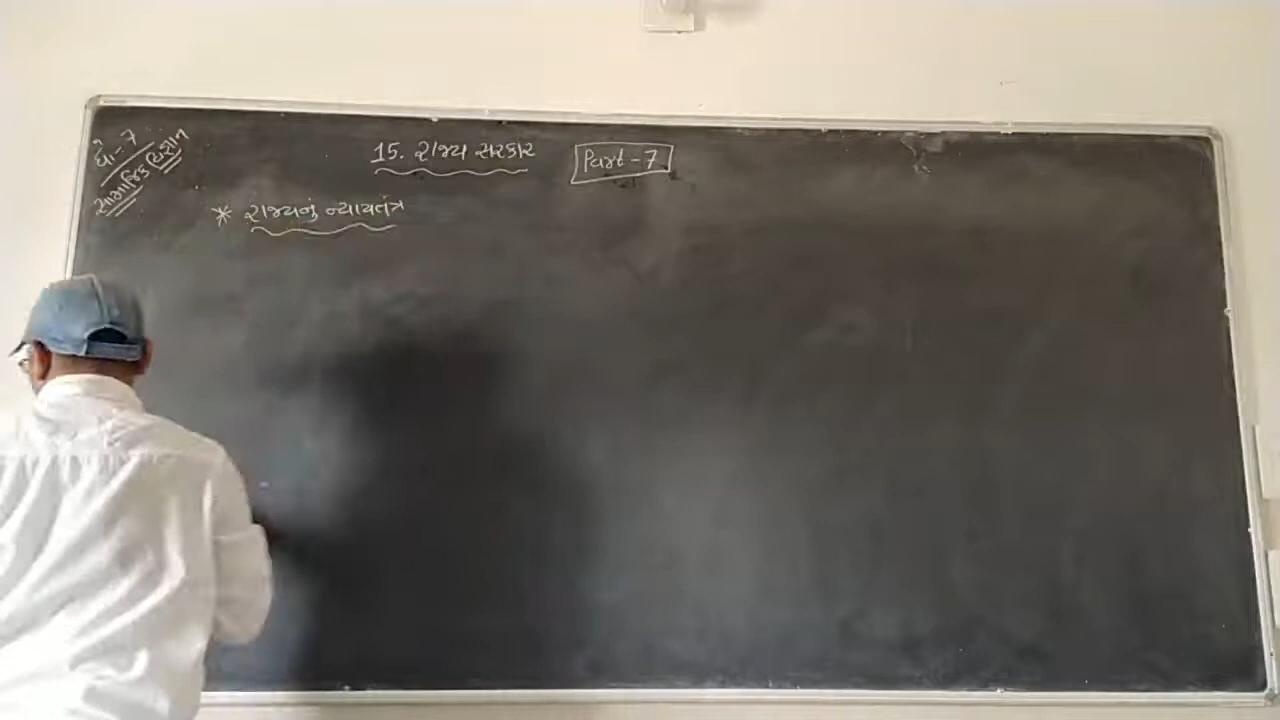 ધો-7
સામાજિક વિજ્ઞાન
15. રાજ્ય સરકાર
Part-7
* રાજ્યનું ન્યાયતંત્ર